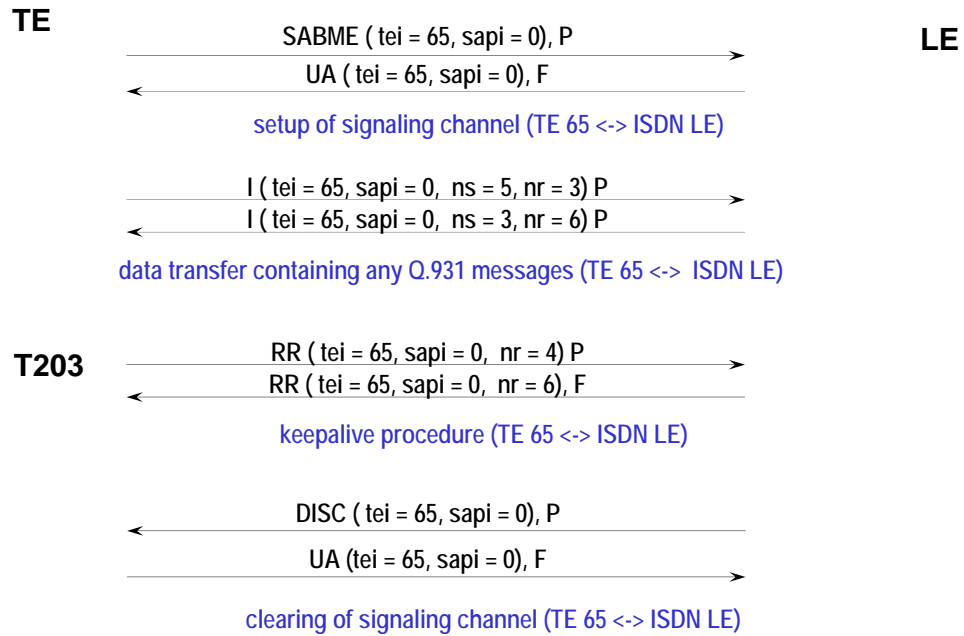 TE
LE
SABME ( tei = 65, sapi = 0), P
UA ( tei = 65, sapi = 0), F
setup of signaling channel (TE 65 <-> ISDN LE)
I ( tei = 65, sapi = 0, ns = 5, nr = 3) P
I ( tei = 65, sapi = 0, ns = 3, nr = 6) P
data transfer containing any Q.931 messages (TE 65 <-> ISDN LE)
T203
RR ( tei = 65, sapi = 0, nr = 4) P
RR ( tei = 65, sapi = 0, nr = 6), F
keepalive procedure (TE 65 <-> ISDN LE)
DISC ( tei = 65, sapi = 0), P
UA (tei = 65, sapi = 0), F
clearing of signaling channel (TE 65 <-> ISDN LE)